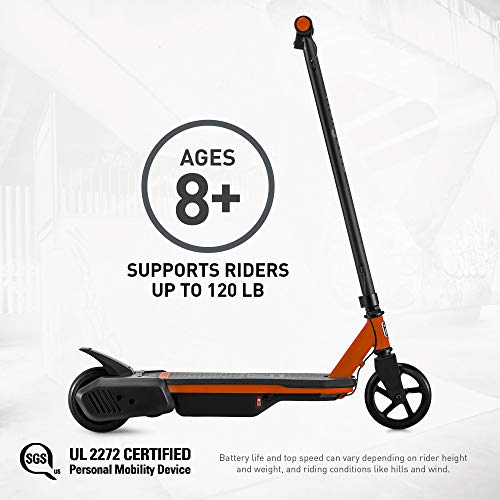 AGES
8+
SUPPORTS RIDERS
UP TO 120 LB
SGS
US
UL 2272 CERTIFIED
Personal Mobility Device
Battery life and top speed can vary depending on rider height
and weight, and riding conditions like hills and wind.